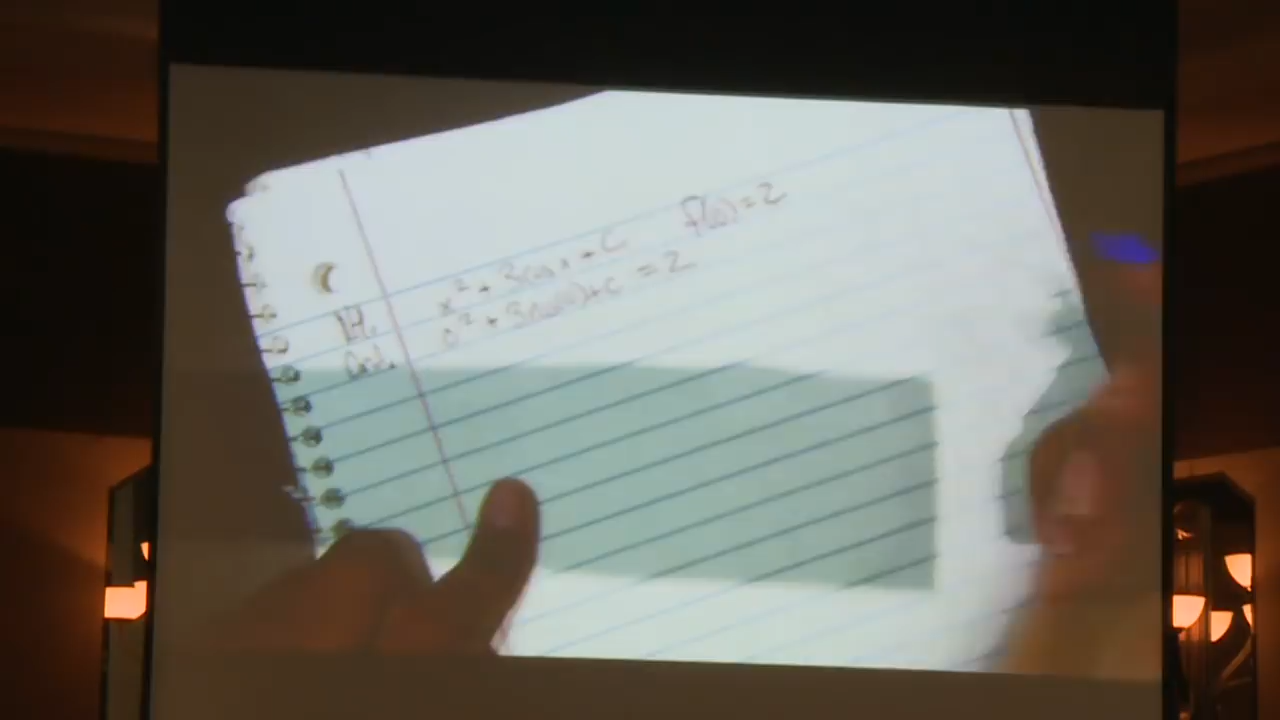 x² + 3cos x + C f(0) = 2
0² + 3cos(0) + C = 2